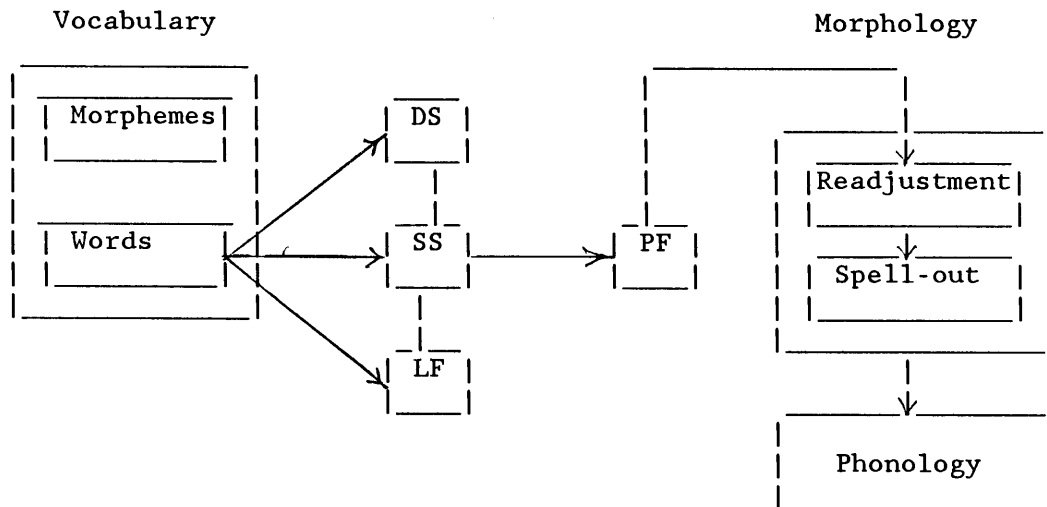 Vocabulary
Morphology
Morphemes
DS
Readjustment
Words
SS
PF
Spell-out
LF
Phonology